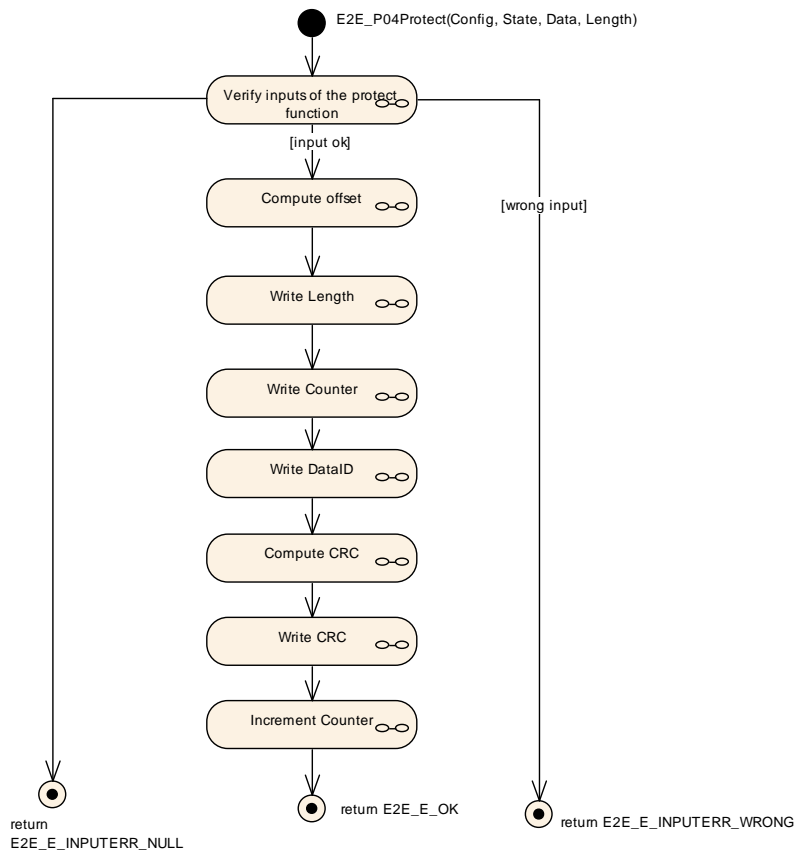 E2E_P04Protect(Config, State, Data, Length)
Verify inputs of the protect
function
[input ok]
Compute offset
[wrong input]
Write Length
Write Counter
Write DataID
Compute CRC
Write CRC
Increment Counter
return
E2E_E_INPUTERR_NULL
return E2E_E_OK
return E2E_E_INPUTERR_WRONG